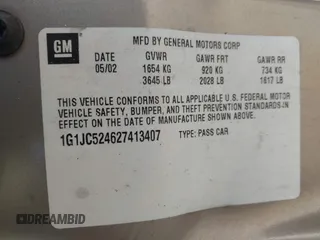 GM
MFD BY GENERAL MOTORS CORP
DATE GVWR GAWR FRT GAWR RR
05/02 1654 KG 920 KG 734 KG
3645 LB 2028 LB 1617 LB
THIS VEHICLE CONFORMS TO ALL APPLICABLE U.S. FEDERAL MOTOR
VEHICLE SAFETY, BUMPER, AND THEFT PREVENTION STANDARDS IN
EFFECT ON THE DATE OF MANUFACTURE SHOWN ABOVE.
1G1JC524627413407 TYPE: PASS CAR
DREAMBID